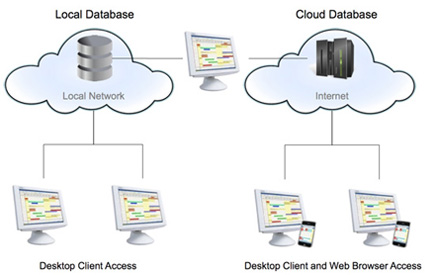 Local Database
Cloud Database
Local Network
Internet
Desktop Client Access
Desktop Client and Web Browser Access